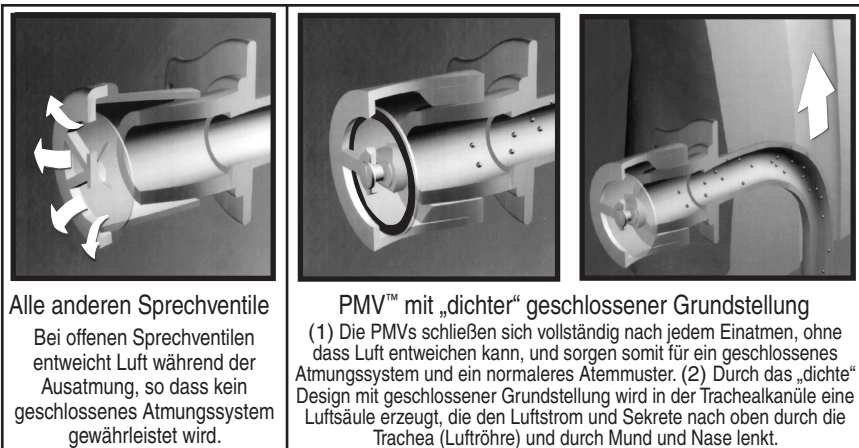 Alle anderen Sprechventile
Bei offenen Sprechventilen
entweicht Luft während der
Ausatmung, so dass kein
geschlossenes Atmungssystem
gewährleistet wird.
PMV™ mit „dichter“ geschlossener Grundstellung
(1) Die PMVs schließen sich vollständig nach jedem Einatmen, ohne
dass Luft entweichen kann, und sorgen somit für ein geschlossenes
Atmungssystem und ein normaleres Atemmuster. (2) Durch das „dichte“
Design mit geschlossener Grundstellung wird in der Trachealkanüle eine
Luftsäule erzeugt, die den Luftstrom und Sekrete nach oben durch die
Trachea (Luftröhre) und durch Mund und Nase lenkt.